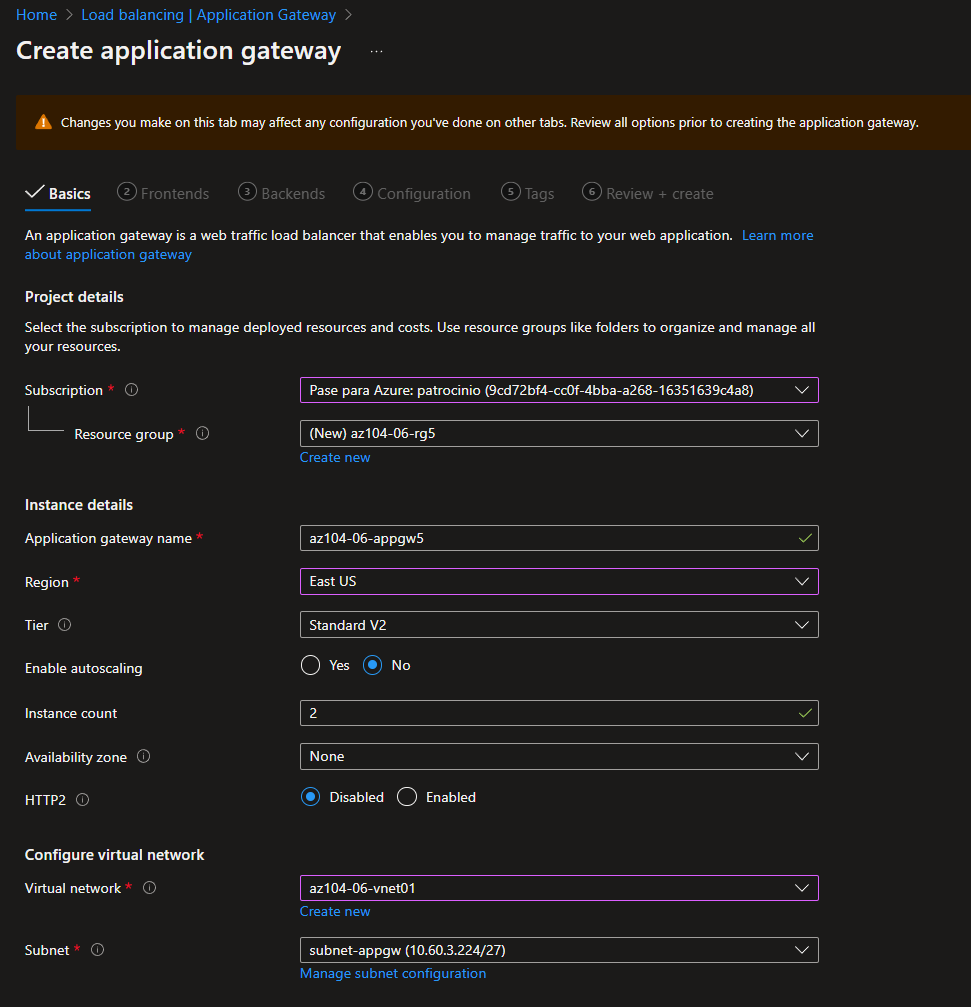 Home > Load balancing | Application Gateway >
Create application gateway ...
Changes you make on this tab may affect any configuration you've done on other tabs. Review all options prior to creating the application gateway.
Basics 2 Frontends 3 Backends 4 Configuration 5 Tags 6 Review + create
An application gateway is a web traffic load balancer that enables you to manage traffic to your web application. Learn more
about application gateway
Project details
Select the subscription to manage deployed resources and costs. Use resource groups like folders to organize and manage all
your resources.
Subscription * Pase para Azure: patrocinio (9cd72bf4-cc0f-4bba-a268-16351639c4a8)
Resource group * (New) az104-06-rg5
Create new
Instance details
Application gateway name * az104-06-appgw5
Region * East US
Tier Standard V2
Enable autoscaling Yes No
Instance count 2
Availability zone None
HTTP2 Disabled Enabled
Configure virtual network
Virtual network * az104-06-vnet01
Create new
Subnet * subnet-appgw (10.60.3.224/27)
Manage subnet configuration